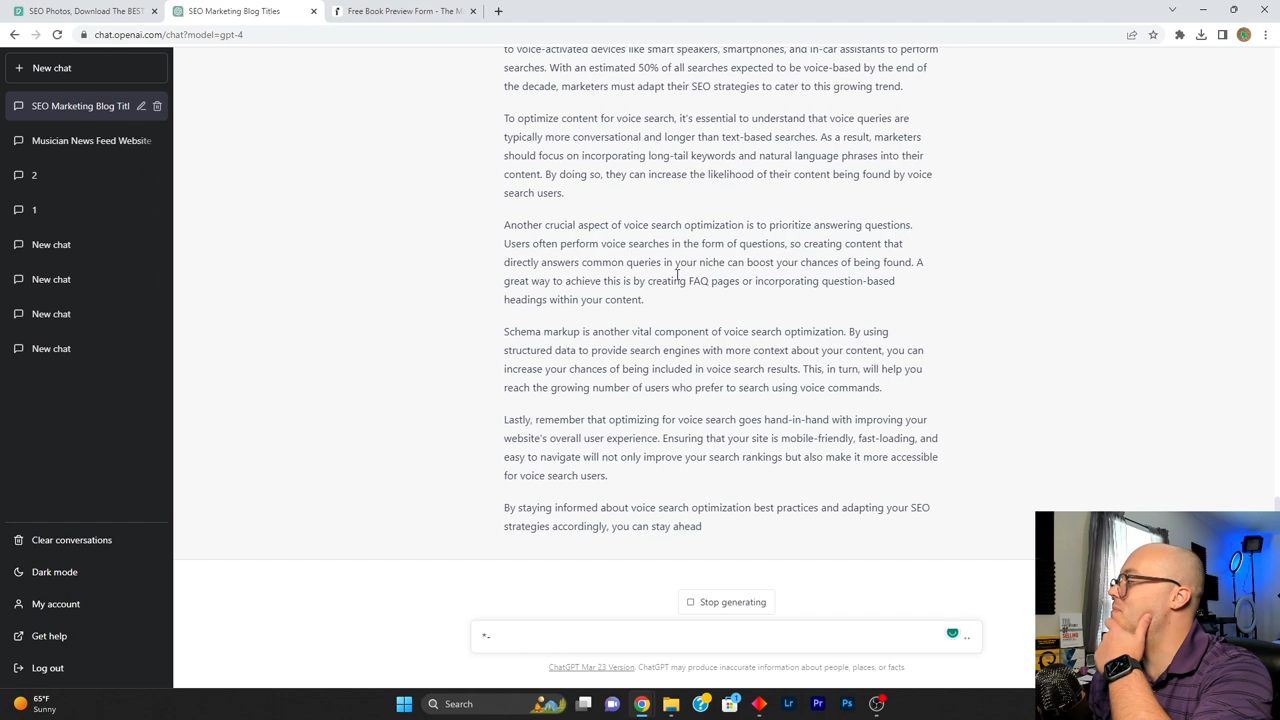 SEO Photos, Download The BEST
SEO Marketing Blog Titles
Free Book Preview Form - The M
chat.openai.com/chat?model=gpt-4
New chat
SEO Marketing Blog Titl
Musician News Feed Website
2
1
New chat
New chat
New chat
New chat
Clear conversations
Dark mode
My account
Get help
Log out
to voice-activated devices like smart speakers, smartphones, and in-car assistants to perform
searches. With an estimated 50% of all searches expected to be voice-based by the end of
the decade, marketers must adapt their SEO strategies to cater to this growing trend.
To optimize content for voice search, it's essential to understand that voice queries are
typically more conversational and longer than text-based searches. As a result, marketers
should focus on incorporating long-tail keywords and natural language phrases into their
content. By doing so, they can increase the likelihood of their content being found by voice
search users.
Another crucial aspect of voice search optimization is to prioritize answering questions.
Users often perform voice searches in the form of questions, so creating content that
directly answers common queries in your niche can boost your chances of being found. A
great way to achieve this is by creating FAQ pages or incorporating question-based
headings within your content.
Schema markup is another vital component of voice search optimization. By using
structured data to provide search engines with more context about your content, you can
increase your chances of being included in voice search results. This, in turn, will help you
reach the growing number of users who prefer to search using voice commands.
Lastly, remember that optimizing for voice search goes hand-in-hand with improving your
website's overall user experience. Ensuring that your site is mobile-friendly, fast-loading, and
easy to navigate will not only improve your search rankings but also make it more accessible
for voice search users.
By staying informed about voice search optimization best practices and adapting your SEO
strategies accordingly, you can stay ahead
Stop generating
*-
ChatGPT Mar 23 Version. ChatGPT may produce inaccurate information about people, places, or facts
65°F
Sunny
Search
Lr
Pr
Ps